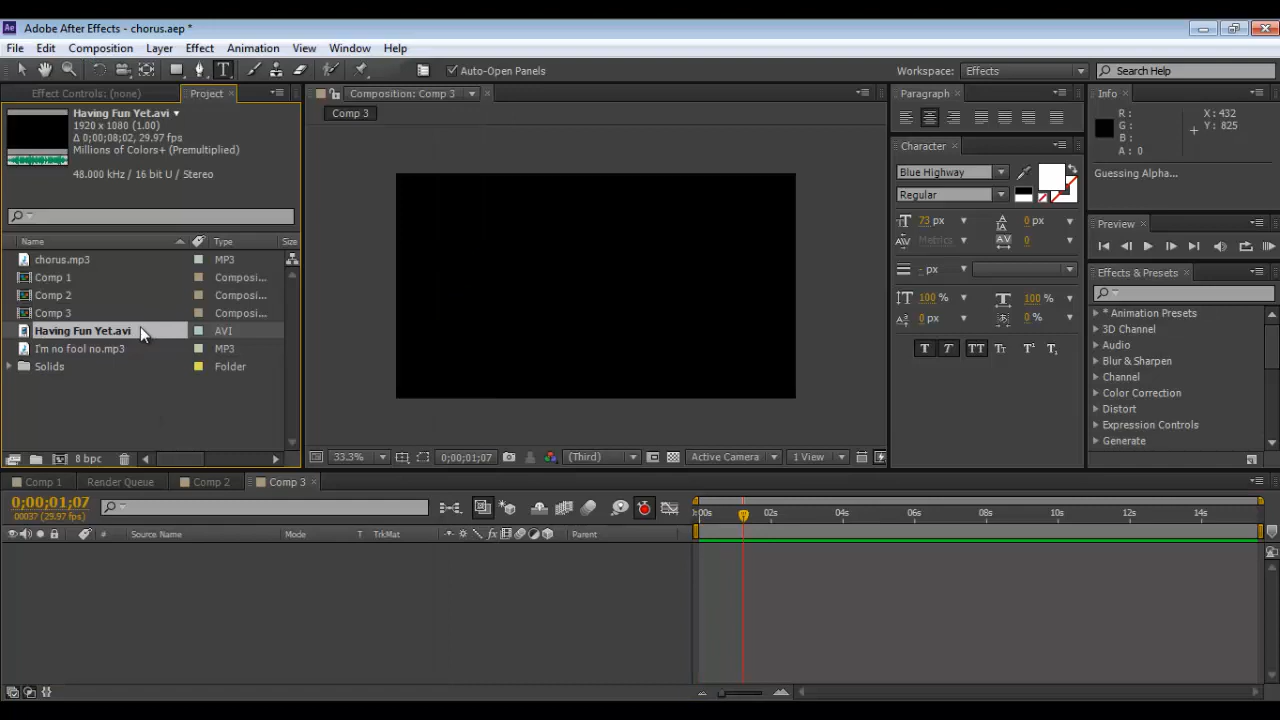 Adobe After Effects - chorus.aep *
File Edit Composition Layer Effect Animation View Window Help
Auto-Open Panels
Workspace: Effects
Search Help
Effect Controls: (none)
Project
Composition: Comp 3
Paragraph
Info
Having Fun Yet.avi
1920 x 1080 (1.00)
Δ 0;00;08;02, 29.97 fps
Millions of Colors+ (Premultiplied)
48.000 kHz / 16 bit U / Stereo
Comp 3
R :
G :
B :
A : 0
X : 432
Y : 825
Guessing Alpha...
Character
Blue Highway
Regular
73 px
0 px
Metrics
0
- px
100 %
100 %
0 px
0 %
T T TT Tr T¹ T₁
Preview
Effects & Presets
* Animation Presets
3D Channel
Audio
Blur & Sharpen
Channel
Color Correction
Distort
Expression Controls
Generate
Name Type Size
chorus.mp3 MP3
Comp 1 Composi...
Comp 2 Composi...
Comp 3 Composi...
Having Fun Yet.avi AVI
I'm no fool no.mp3 MP3
Solids Folder
8 bpc
33.3%
0;00;01;07
(Third)
Active Camera
1 View
Comp 1
Render Queue
Comp 2
Comp 3
0;00;01;07
00037 (29.97 fps)
# Source Name Mode T TrkMat fx Parent
:00s 02s 04s 06s 08s 10s 12s 14s